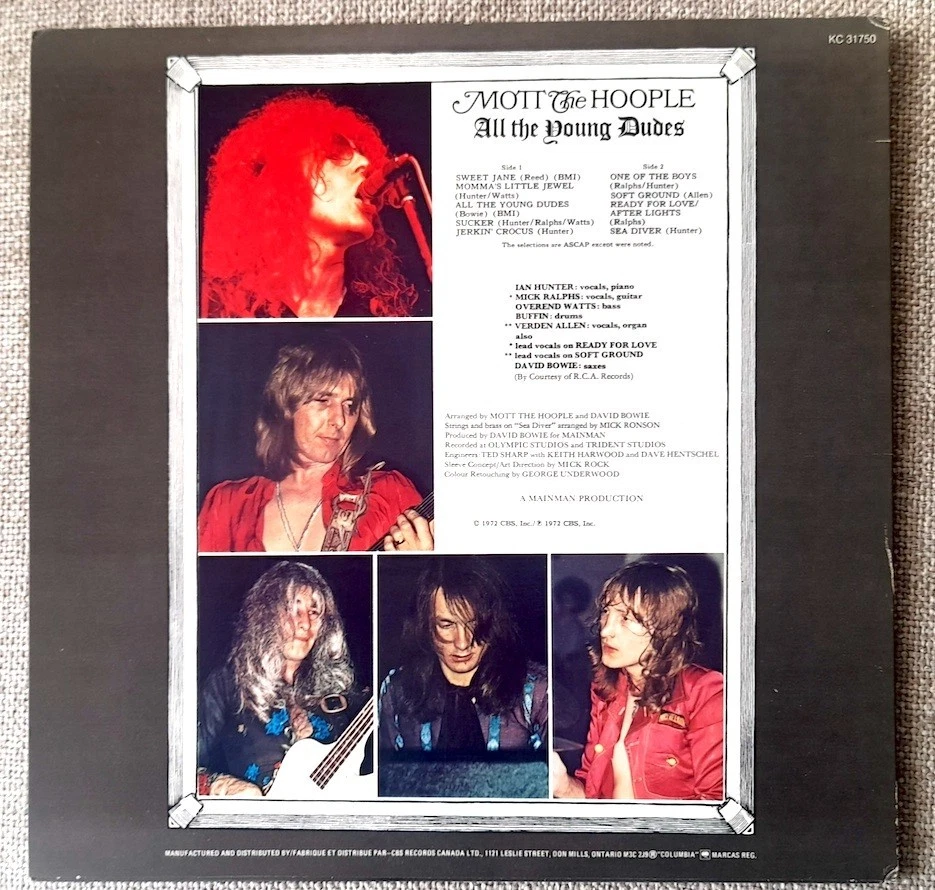 KC 31750
MOTT The HOOPLE
All the Young Dudes
Side 1
SWEET JANE (Reed) (BMI)
MOMMA'S LITTLE JEWEL
(Hunter/Watts)
ALL THE YOUNG DUDES
(Bowie) (BMI)
SUCKER (Hunter/Ralphs/Watts)
JERKIN' CROCUS (Hunter)
Side 2
ONE OF THE BOYS
(Ralphs/Hunter)
SOFT GROUND (Allen)
READY FOR LOVE/
AFTER LIGHTS
(Ralphs)
SEA DIVER (Hunter)
The selections are ASCAP except were noted.
IAN HUNTER: vocals, piano
* MICK RALPHS: vocals, guitar
OVEREND WATTS: bass
BUFFIN: drums
** VERDEN ALLEN: vocals, organ
also
* lead vocals on READY FOR LOVE
** lead vocals on SOFT GROUND
DAVID BOWIE: saxes
(By Courtesy of R.C.A. Records)
Arranged by MOTT THE HOOPLE and DAVID BOWIE
Strings and brass on "Sea Diver" arranged by MICK RONSON
Produced by DAVID BOWIE for MAINMAN
Recorded at OLYMPIC STUDIOS and TRIDENT STUDIOS
Engineers: TED SHARP with KEITH HARWOOD and DAVE HENTSCHEL
Sleeve Concept/Art Direction by MICK ROCK
Colour Retouching by GEORGE UNDERWOOD
A MAINMAN PRODUCTION
© 1972 CBS, Inc./℗ 1972 CBS, Inc.
MANUFACTURED AND DISTRIBUTED BY/FABRIQUE ET DISTRIBUE PAR—CBS RECORDS CANADA LTD., 1121 LESLIE STREET, DON MILLS, ONTARIO M3C 2J9 ® "COLUMBIA" MARCAS REG.